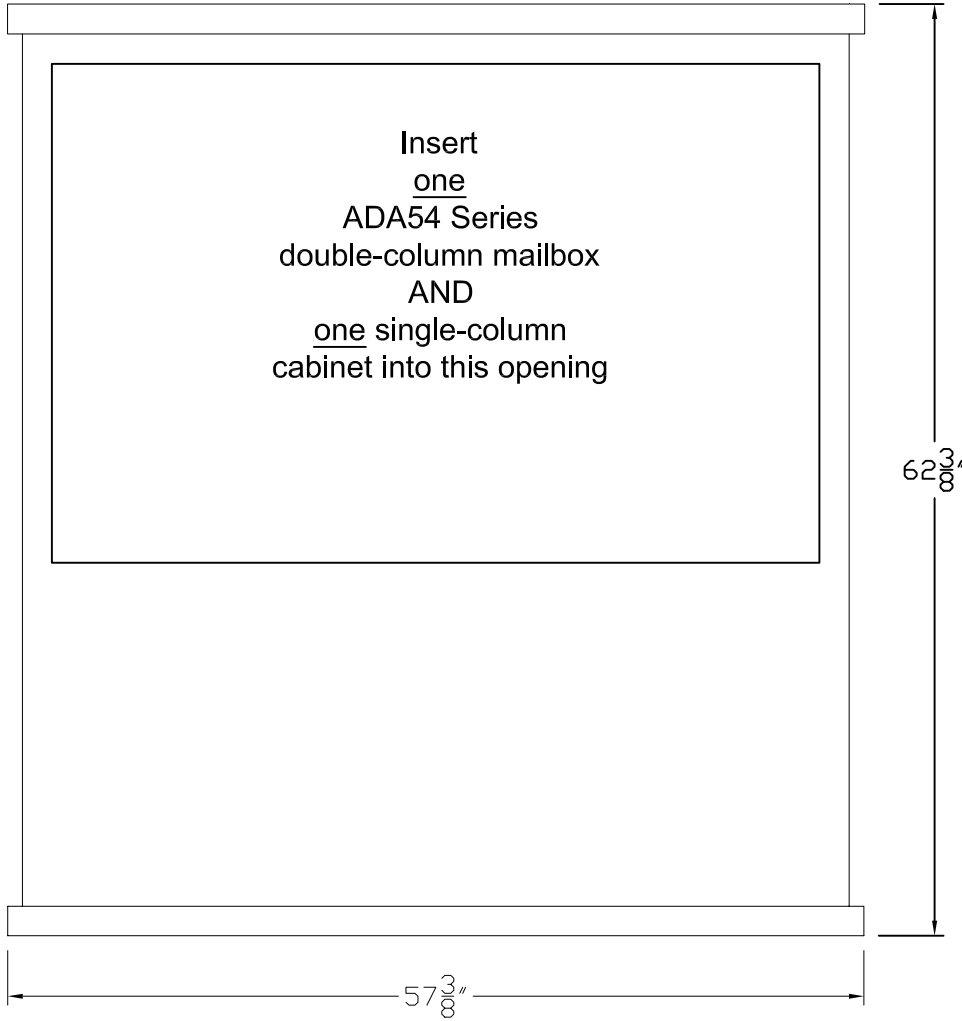 Insert
one
ADA54 Series
double-column mailbox
AND
one single-column
cabinet into this opening
62 3/8"
57 3/8"